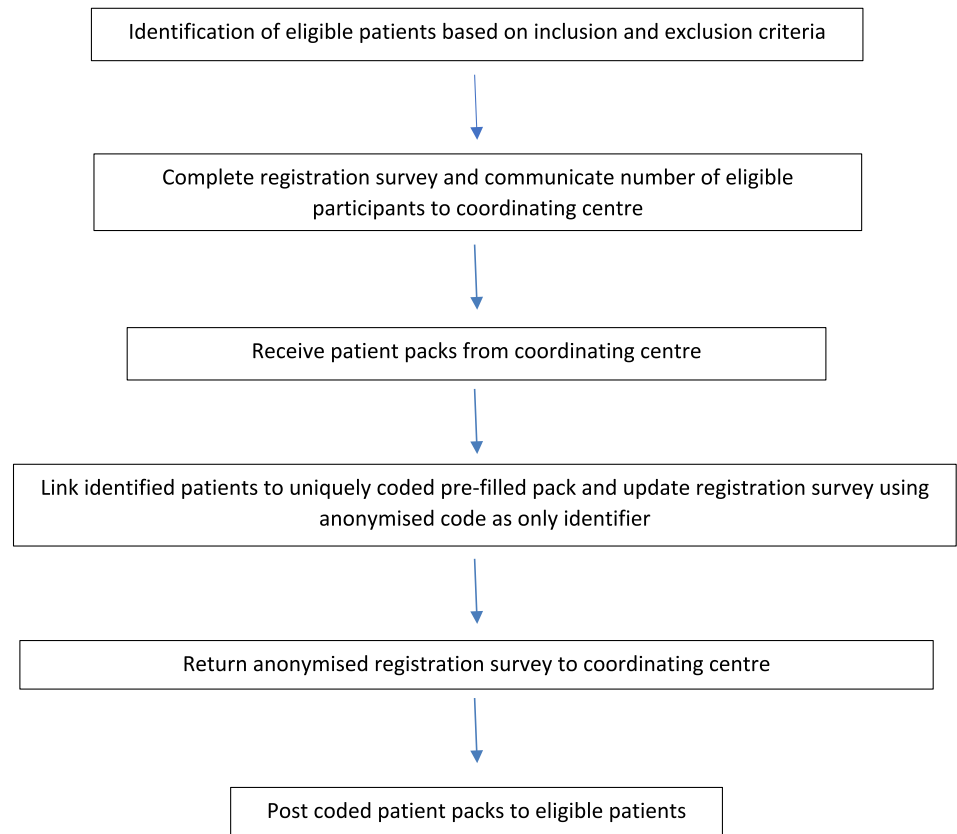 Identification of eligible patients based on inclusion and exclusion criteria
Complete registration survey and communicate number of eligible
participants to coordinating centre
Receive patient packs from coordinating centre
Link identified patients to uniquely coded pre-filled pack and update registration survey using
anonymised code as only identifier
Return anonymised registration survey to coordinating centre
Post coded patient packs to eligible patients